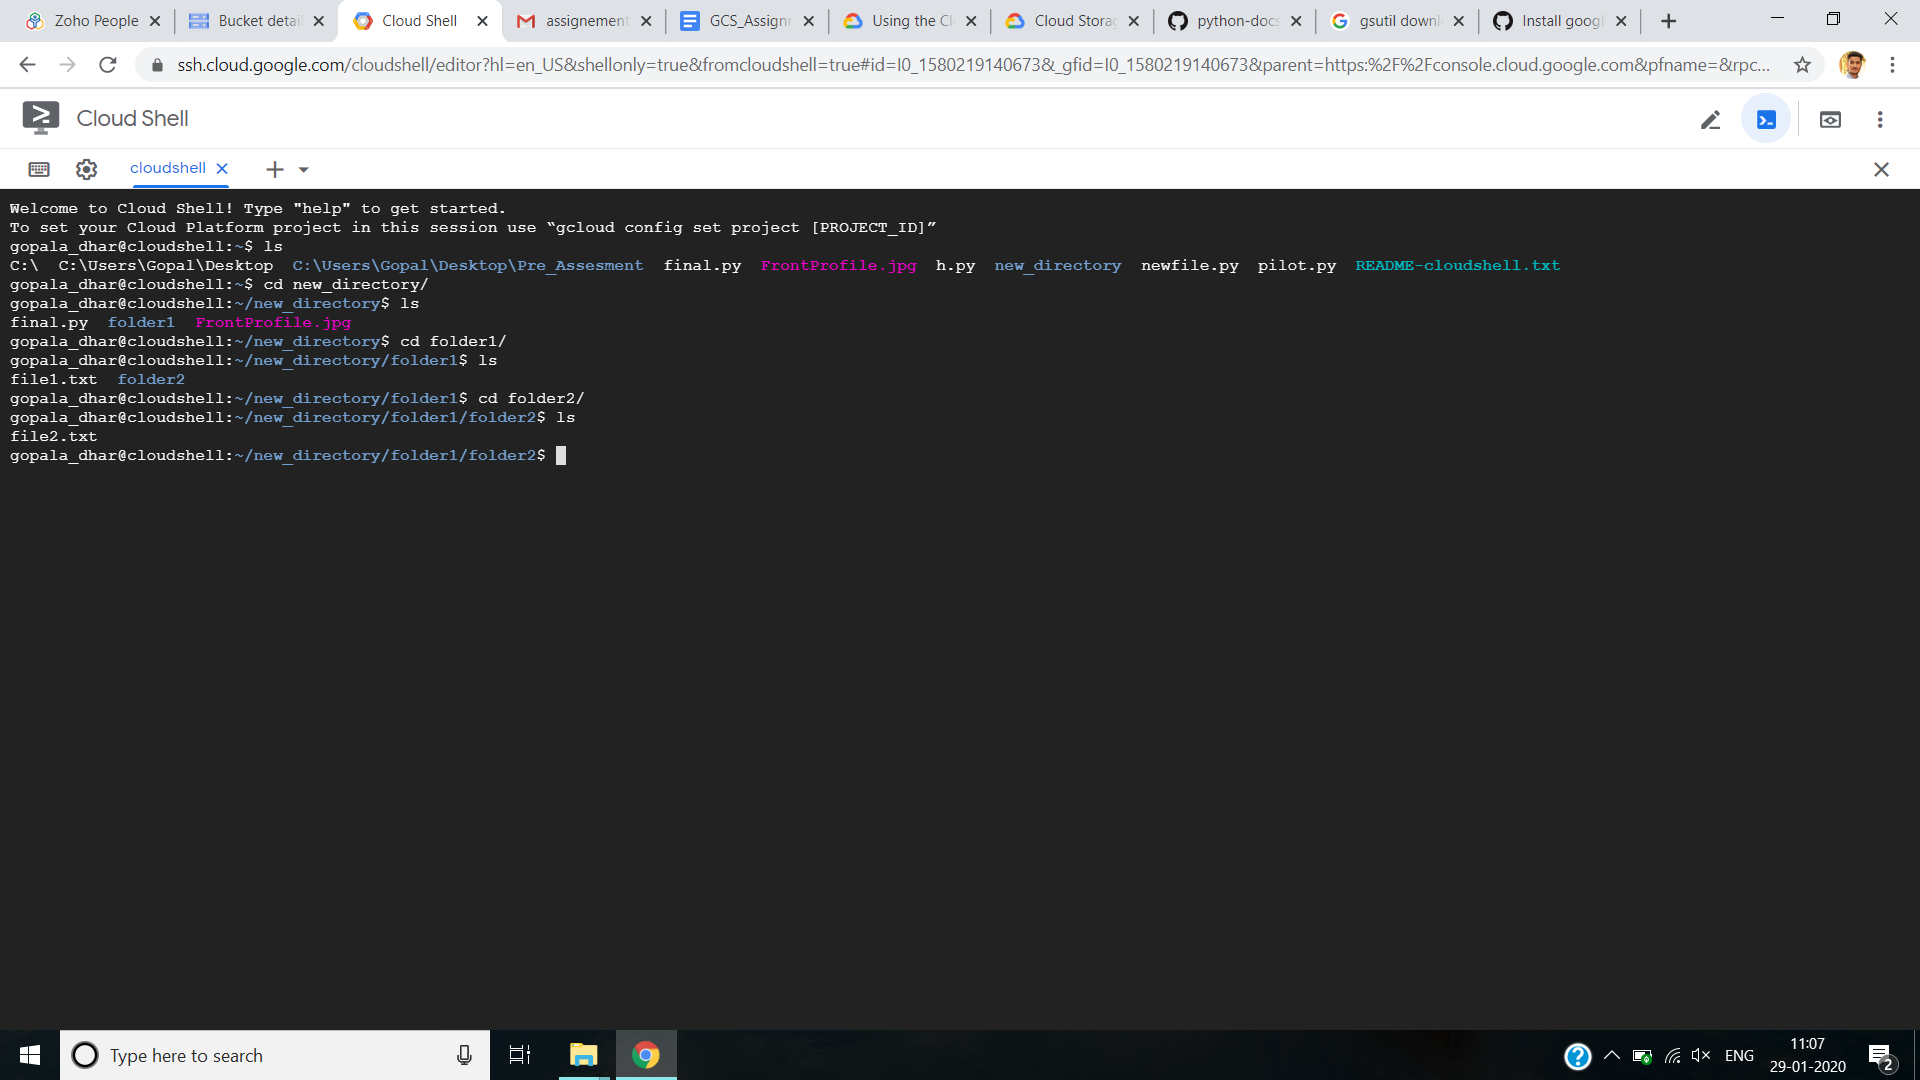 Zoho People
Bucket detai
Cloud Shell
assignement
GCS_Assign
Using the Cl
Cloud Storag
python-docs
gsutil downl
Install goog
ssh.cloud.google.com/cloudshell/editor?hl=en_US&shellonly=true&fromcloudshell=true#id=I0_1580219140673&_gfid=I0_1580219140673&parent=https:%2F%2Fconsole.cloud.google.com&pfname=&rpc...
Cloud Shell
cloudshell
Welcome to Cloud Shell! Type "help" to get started.
To set your Cloud Platform project in this session use “gcloud config set project [PROJECT_ID]”
gopala_dhar@cloudshell:~$ ls
C:\  C:\Users\Gopal\Desktop  C:\Users\Gopal\Desktop\Pre_Assesment  final.py  FrontProfile.jpg  h.py  new_directory  newfile.py  pilot.py  README-cloudshell.txt
gopala_dhar@cloudshell:~$ cd new_directory/
gopala_dhar@cloudshell:~/new_directory$ ls
final.py  folder1  FrontProfile.jpg
gopala_dhar@cloudshell:~/new_directory$ cd folder1/
gopala_dhar@cloudshell:~/new_directory/folder1$ ls
file1.txt  folder2
gopala_dhar@cloudshell:~/new_directory/folder1$ cd folder2/
gopala_dhar@cloudshell:~/new_directory/folder1/folder2$ ls
file2.txt
gopala_dhar@cloudshell:~/new_directory/folder1/folder2$
Type here to search
ENG
11:07
29-01-2020
2